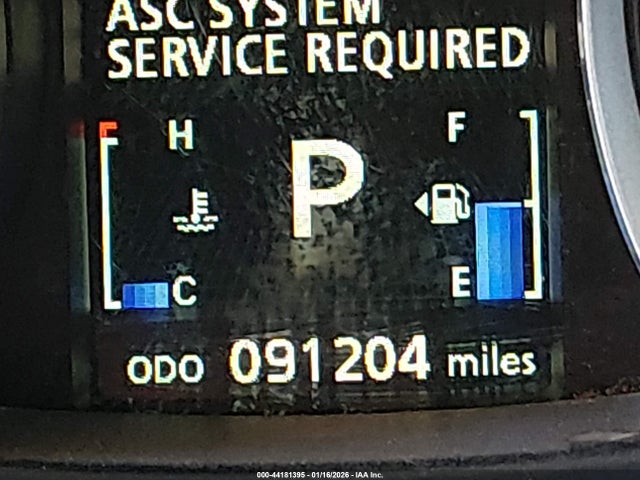 ASC SYSTEM
SERVICE REQUIRED
H
F
P
C
E
ODO 091204 miles
000-44181395 - 01/16/2026 - IAA Inc.